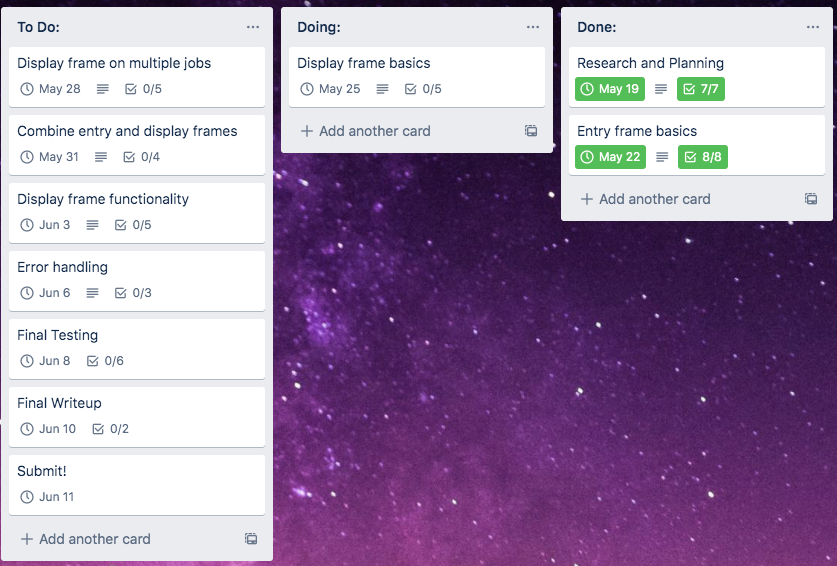 To Do:
Display frame on multiple jobs
May 28 0/5
Combine entry and display frames
May 31 0/4
Display frame functionality
Jun 3 0/5
Error handling
Jun 6 0/3
Final Testing
Jun 8 0/6
Final Writeup
Jun 10 0/2
Submit!
Jun 11
+ Add another card
Doing:
Display frame basics
May 25 0/5
+ Add another card
Done:
Research and Planning
May 19 7/7
Entry frame basics
May 22 8/8
+ Add another card